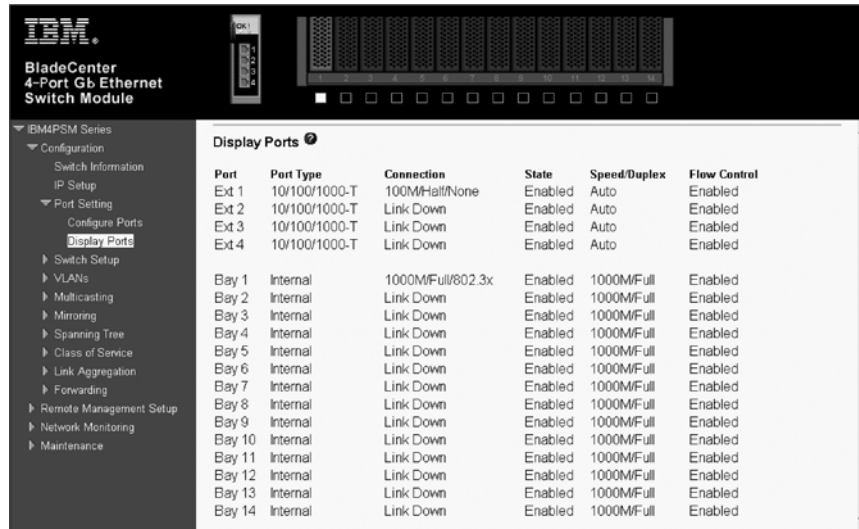 IBM®
BladeCenter
4-Port Gb Ethernet
Switch Module
OK!
1
2
3
4
1 2 3 4 5 6 7 8 9 10 11 12 13 14
IBM4PSM Series
Configuration
Switch Information
IP Setup
Port Setting
Configure Ports
Display Ports
Switch Setup
VLANs
Multicasting
Mirroring
Spanning Tree
Class of Service
Link Aggregation
Forwarding
Remote Management Setup
Network Monitoring
Maintenance
Display Ports ?
Port Port Type Connection State Speed/Duplex Flow Control
Ext 1 10/100/1000-T 100M/Half/None Enabled Auto Enabled
Ext 2 10/100/1000-T Link Down Enabled Auto Enabled
Ext 3 10/100/1000-T Link Down Enabled Auto Enabled
Ext 4 10/100/1000-T Link Down Enabled Auto Enabled
Bay 1 Internal 1000M/Full/802.3x Enabled 1000M/Full Enabled
Bay 2 Internal Link Down Enabled 1000M/Full Enabled
Bay 3 Internal Link Down Enabled 1000M/Full Enabled
Bay 4 Internal Link Down Enabled 1000M/Full Enabled
Bay 5 Internal Link Down Enabled 1000M/Full Enabled
Bay 6 Internal Link Down Enabled 1000M/Full Enabled
Bay 7 Internal Link Down Enabled 1000M/Full Enabled
Bay 8 Internal Link Down Enabled 1000M/Full Enabled
Bay 9 Internal Link Down Enabled 1000M/Full Enabled
Bay 10 Internal Link Down Enabled 1000M/Full Enabled
Bay 11 Internal Link Down Enabled 1000M/Full Enabled
Bay 12 Internal Link Down Enabled 1000M/Full Enabled
Bay 13 Internal Link Down Enabled 1000M/Full Enabled
Bay 14 Internal Link Down Enabled 1000M/Full Enabled